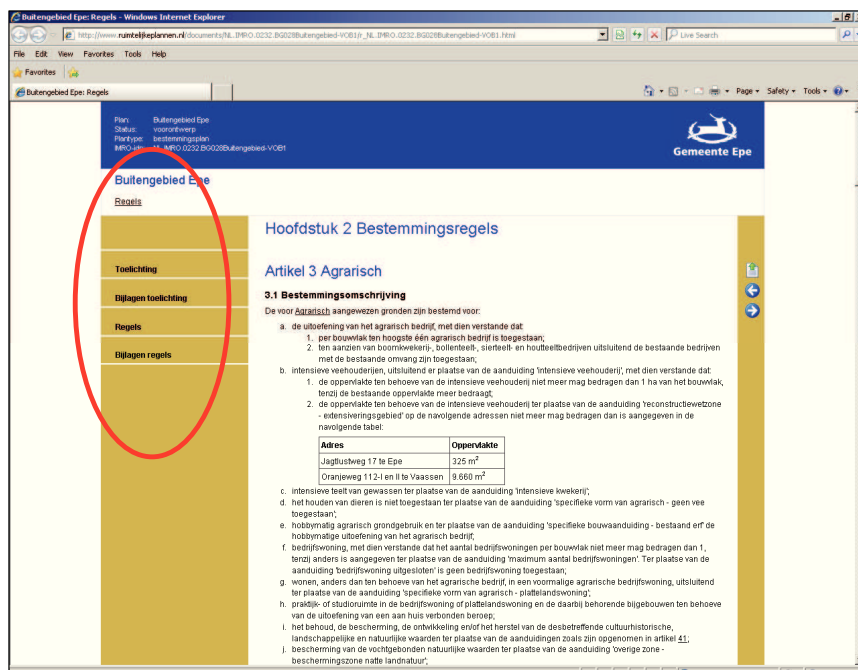 Buitengebied Epe: Regels - Windows Internet Explorer
http://www.ruimtelijkeplannen.nl/documents/NL.IMRO.0232.BG028Buitengebied-VOB1/r_NL.IMRO.0232.BG028Buitengebied-VOB1.html
Live Search
File Edit View Favorites Tools Help
Favorites
Buitengebied Epe: Regels
Page Safety Tools
Plan: Buitengebied Epe
Status: voorontwerp
Plantype: bestemmingsplan
IMRO-idn: NL.IMRO.0232.BG028Buitengebied-VOB1
Gemeente Epe
Buitengebied Epe
Regels
Toelichting
Bijlagen toelichting
Regels
Bijlagen regels
Hoofdstuk 2 Bestemmingsregels
Artikel 3 Agrarisch
3.1 Bestemmingsomschrijving
De voor Agrarisch aangewezen gronden zijn bestemd voor:
a. de uitoefening van het agrarisch bedrijf, met dien verstande dat:
1. per bouwvlak ten hoogste één agrarisch bedrijf is toegestaan;
2. ten aanzien van boomkwekerij-, bollenteelt-, sierteelt- en houtteeltbedrijven uitsluitend de bestaande bedrijven
met de bestaande omvang zijn toegestaan;
b. intensieve veehouderijen, uitsluitend er plaatse van de aanduiding 'intensieve veehouderij', met dien verstande dat:
1. de oppervlakte ten behoeve van de intensieve veehouderij niet meer mag bedragen dan 1 ha van het bouwvlak,
tenzij de bestaande oppervlakte meer bedraagt;
2. de oppervlakte ten behoeve van de intensieve veehouderij ter plaatse van de aanduiding 'reconstructiewetzone
- extensiveringsgebied' op de navolgende adressen niet meer mag bedragen dan is aangegeven in de
navolgende tabel:
Adres Oppervlakte
Jagtlustweg 17 te Epe 325 m²
Oranjeweg 112-I en II te Vaassen 9.660 m²
c. intensieve teelt van gewassen ter plaatse van de aanduiding 'intensieve kwekerij';
d. het houden van dieren is niet toegestaan ter plaatse van de aanduiding 'specifieke vorm van agrarisch - geen vee
toegestaan';
e. hobbymatig agrarisch grondgebruik en ter plaatse van de aanduiding 'specifieke bouwaanduiding - bestaand erf' de
hobbymatige uitoefening van het agrarisch bedrijf;
f. bedrijfswoning, met dien verstande dat het aantal bedrijfswoningen per bouwvlak niet meer mag bedragen dan 1,
tenzij anders is aangegeven ter plaatse van de aanduiding 'maximum aantal bedrijfswoningen'. Ter plaatse van de
aanduiding 'bedrijfswoning uitgesloten' is geen bedrijfswoning toegestaan;
g. wonen, anders dan ten behoeve van het agrarische bedrijf, in een voormalige agrarische bedrijfswoning, uitsluitend
ter plaatse van de aanduiding 'specifieke vorm van agrarisch - plattelandswoning';
h. praktijk- of studioruimte in de bedrijfswoning of plattelandswoning en de daarbij behorende bijgebouwen ten behoeve
van de uitoefening van een aan huis verbonden beroep;
i. het behoud, de bescherming, de ontwikkeling en/of het herstel van de desbetreffende cultuurhistorische,
landschappelijke en natuurlijke waarden ter plaatse van de aanduidingen zoals zijn opgenomen in artikel 41;
j. bescherming van de vochtgebonden natuurlijke waarden ter plaatse van de aanduiding 'overige zone -
beschermingszone natte landnatuur';